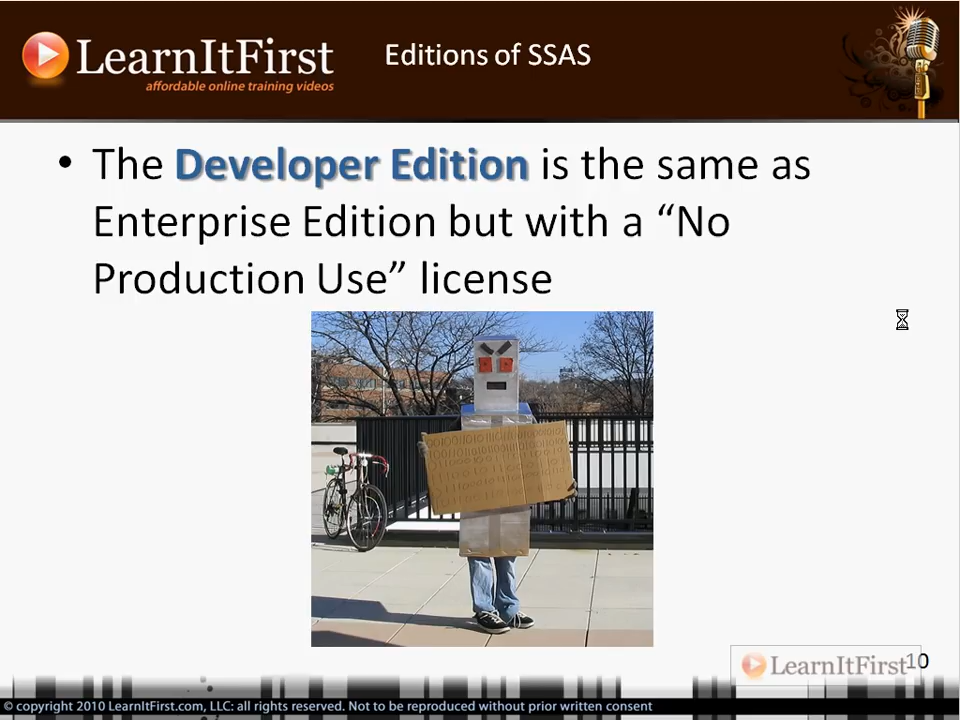 LearnItFirst
affordable online training videos
Editions of SSAS
• The Developer Edition is the same as
Enterprise Edition but with a “No
Production Use” license
LearnItFirst
10
© copyright 2010 LearnItFirst.com, LLC: all rights reserved. Not to be reproduced without prior written consent